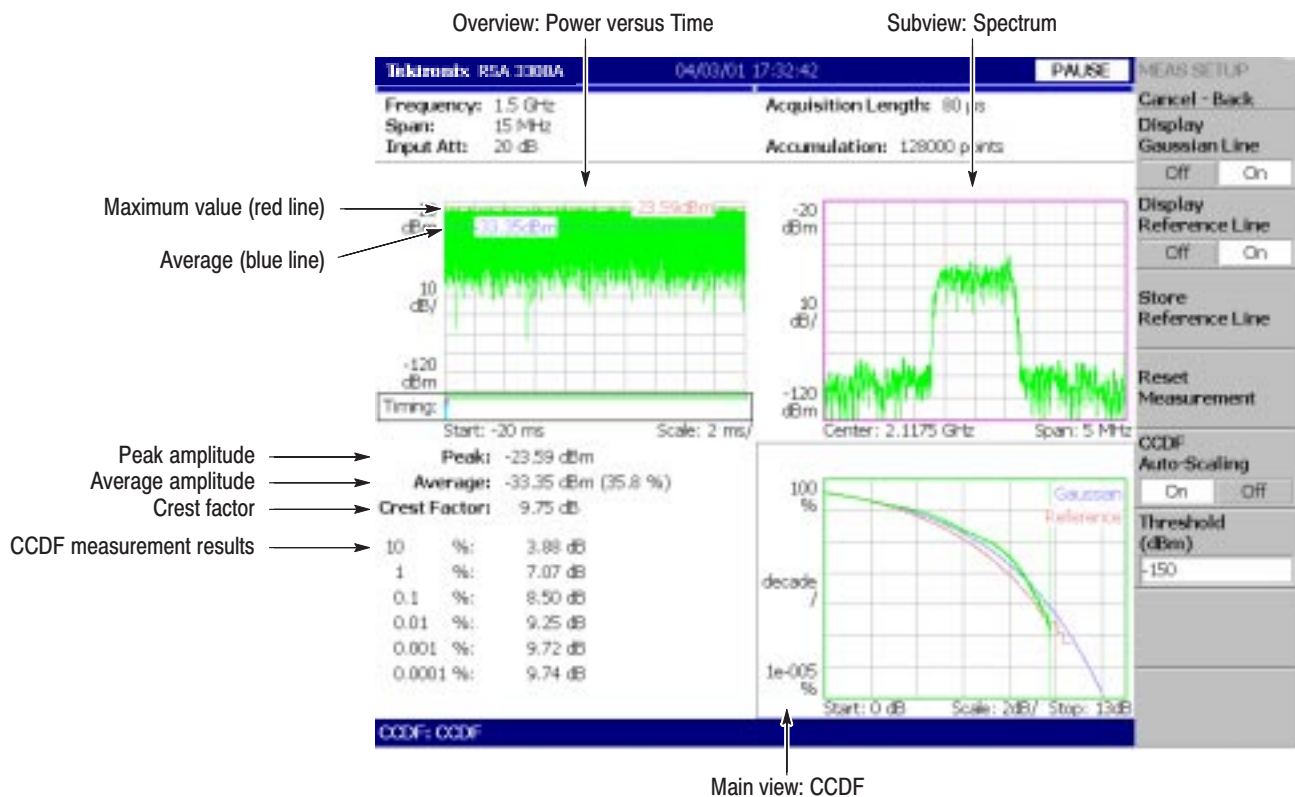 Overview: Power versus Time
Subview: Spectrum
Tektronix RSA 3308A 04/03/01 17:32:42 PAUSE
MEAS SETUP
Frequency: 1.5 GHz
Span: 15 MHz
Input Att: 20 dB
Acquisition Length: 80 µs
Accumulation: 128000 points
Cancel - Back
Display
Gaussian Line
Off On
Display
Reference Line
Off On
Store
Reference Line
Reset
Measurement
CCDF
Auto-Scaling
On Off
Threshold
(dBm)
-150
Maximum value (red line)
Average (blue line)
dBm
-23.59dBm
-33.35dBm
10
dB/
-120
dBm
Timing:
Start: -20 ms Scale: 2 ms/
-20
dBm
10
dB/
-120
dBm
Center: 2.1175 GHz Span: 5 MHz
Peak amplitude
Average amplitude
Crest factor
CCDF measurement results
Peak: -23.59 dBm
Average: -33.35 dBm (35.8 %)
Crest Factor: 9.75 dB
10 %: 3.88 dB
1 %: 7.07 dB
0.1 %: 8.50 dB
0.01 %: 9.25 dB
0.001 %: 9.72 dB
0.0001 %: 9.74 dB
100
%
Gaussian
Reference
decade
/
1e-005
%
Start: 0 dB Scale: 2dB/ Stop: 13dB
CCDF: CCDF
Main view: CCDF